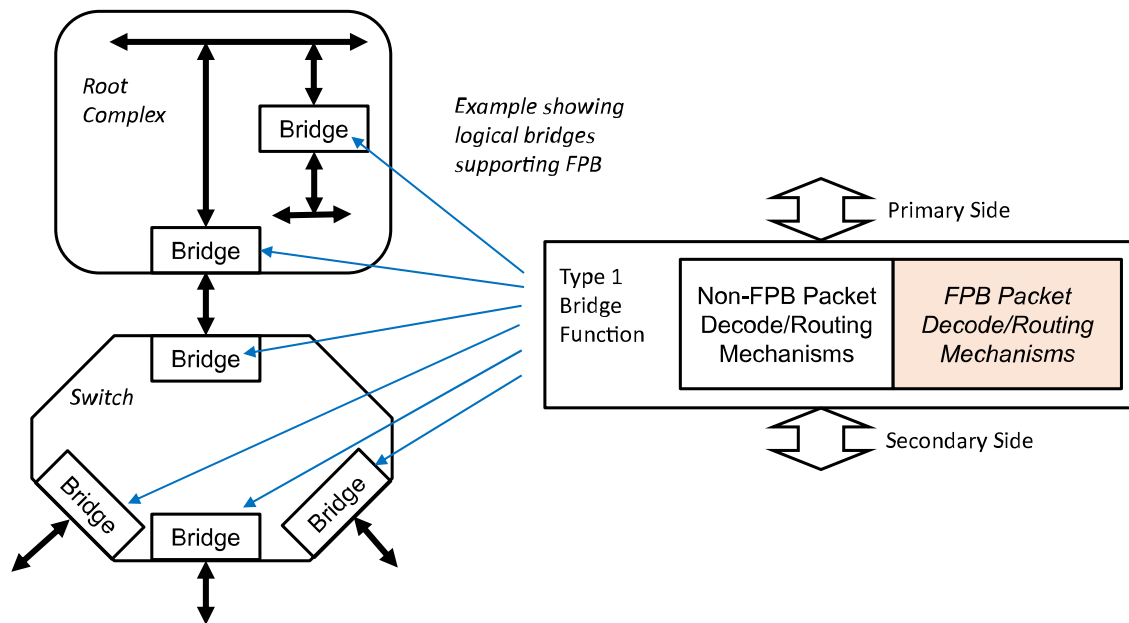 Root
Complex
Bridge
Bridge
Example showing
logical bridges
supporting FPB
Bridge
Switch
Bridge
Bridge
Bridge
Primary Side
Type 1
Bridge
Function
Non-FPB Packet
Decode/Routing
Mechanisms
FPB Packet
Decode/Routing
Mechanisms
Secondary Side